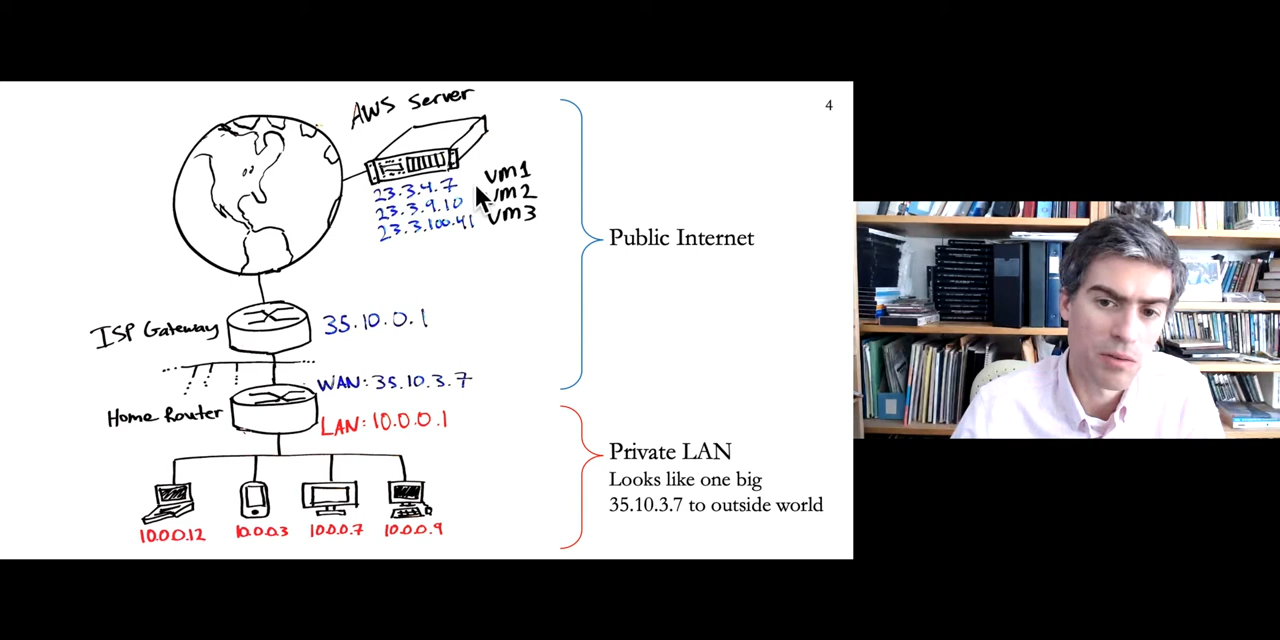 4
AWS Server
23.3.4.7 VM1
23.3.9.10 VM2
23.3.100.41 VM3
Public Internet
ISP Gateway
35.10.0.1
WAN: 35.10.3.7
Home Router
LAN: 10.0.0.1
Private LAN
Looks like one big
35.10.3.7 to outside world
10.0.0.12 10.0.0.3 10.0.0.7 10.0.0.9